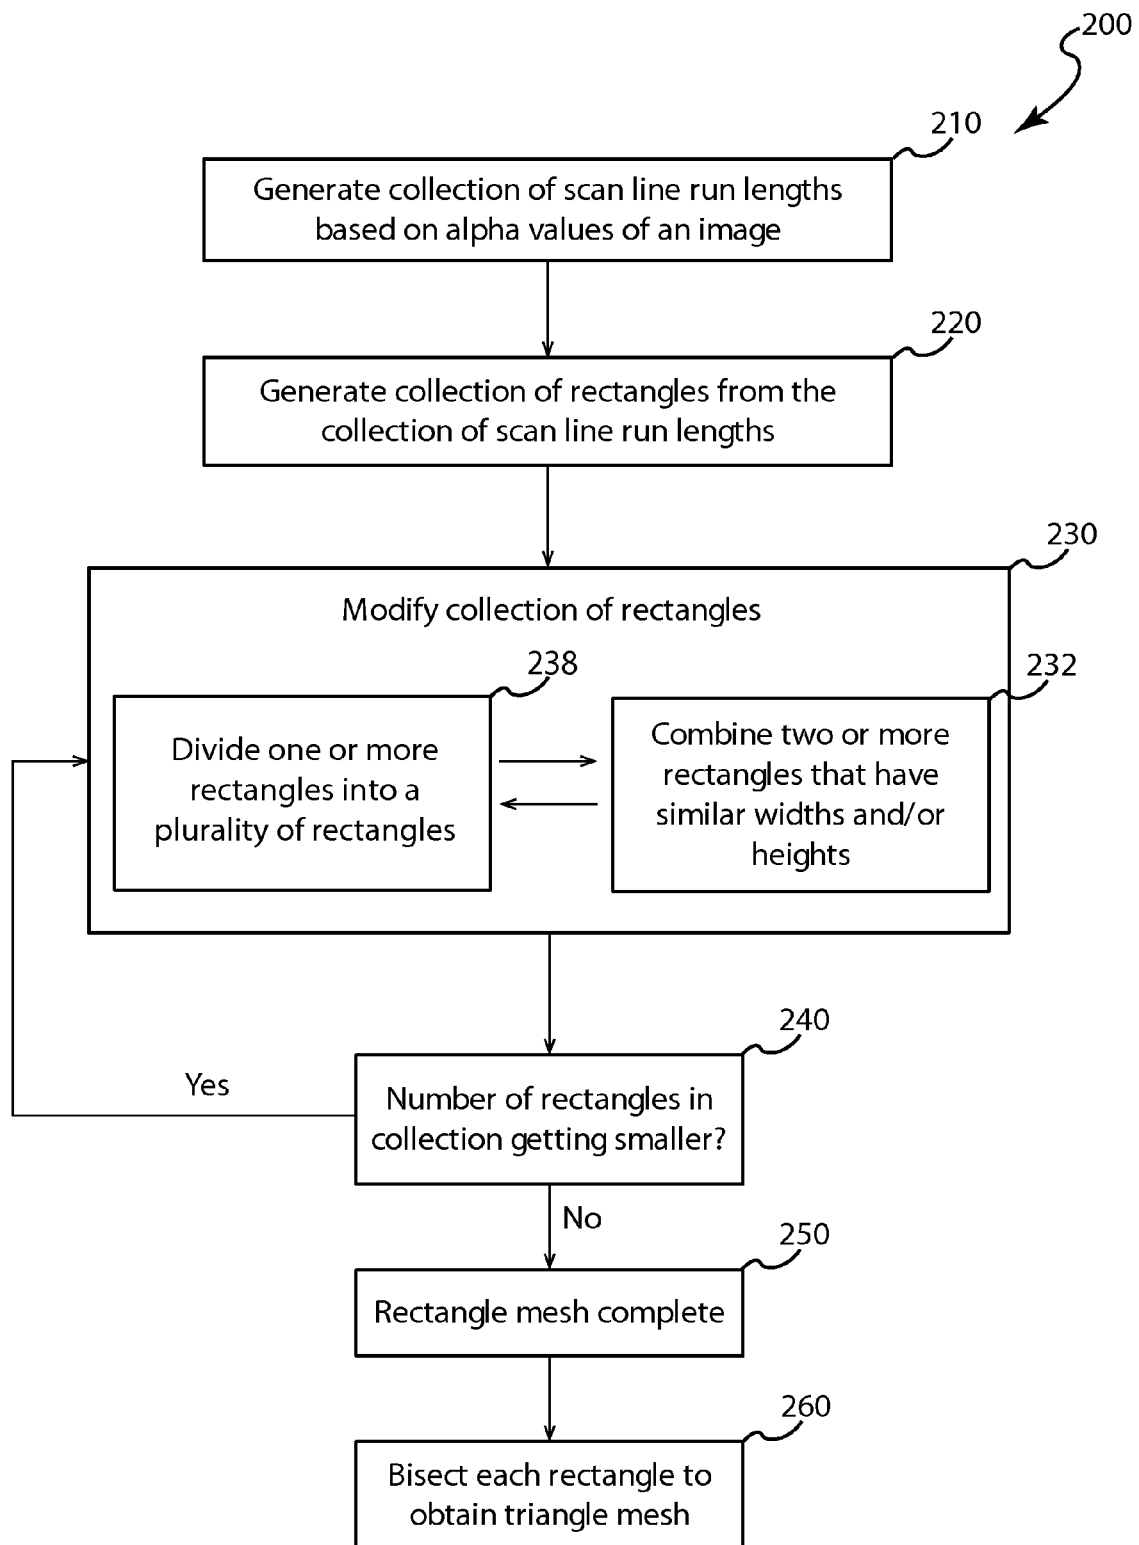 200
210
Generate collection of scan line run lengths
based on alpha values of an image
220
Generate collection of rectangles from the
collection of scan line run lengths
230
Modify collection of rectangles
238
Divide one or more
rectangles into a
plurality of rectangles
232
Combine two or more
rectangles that have
similar widths and/or
heights
240
Number of rectangles in
collection getting smaller?
Yes
No
250
Rectangle mesh complete
260
Bisect each rectangle to
obtain triangle mesh